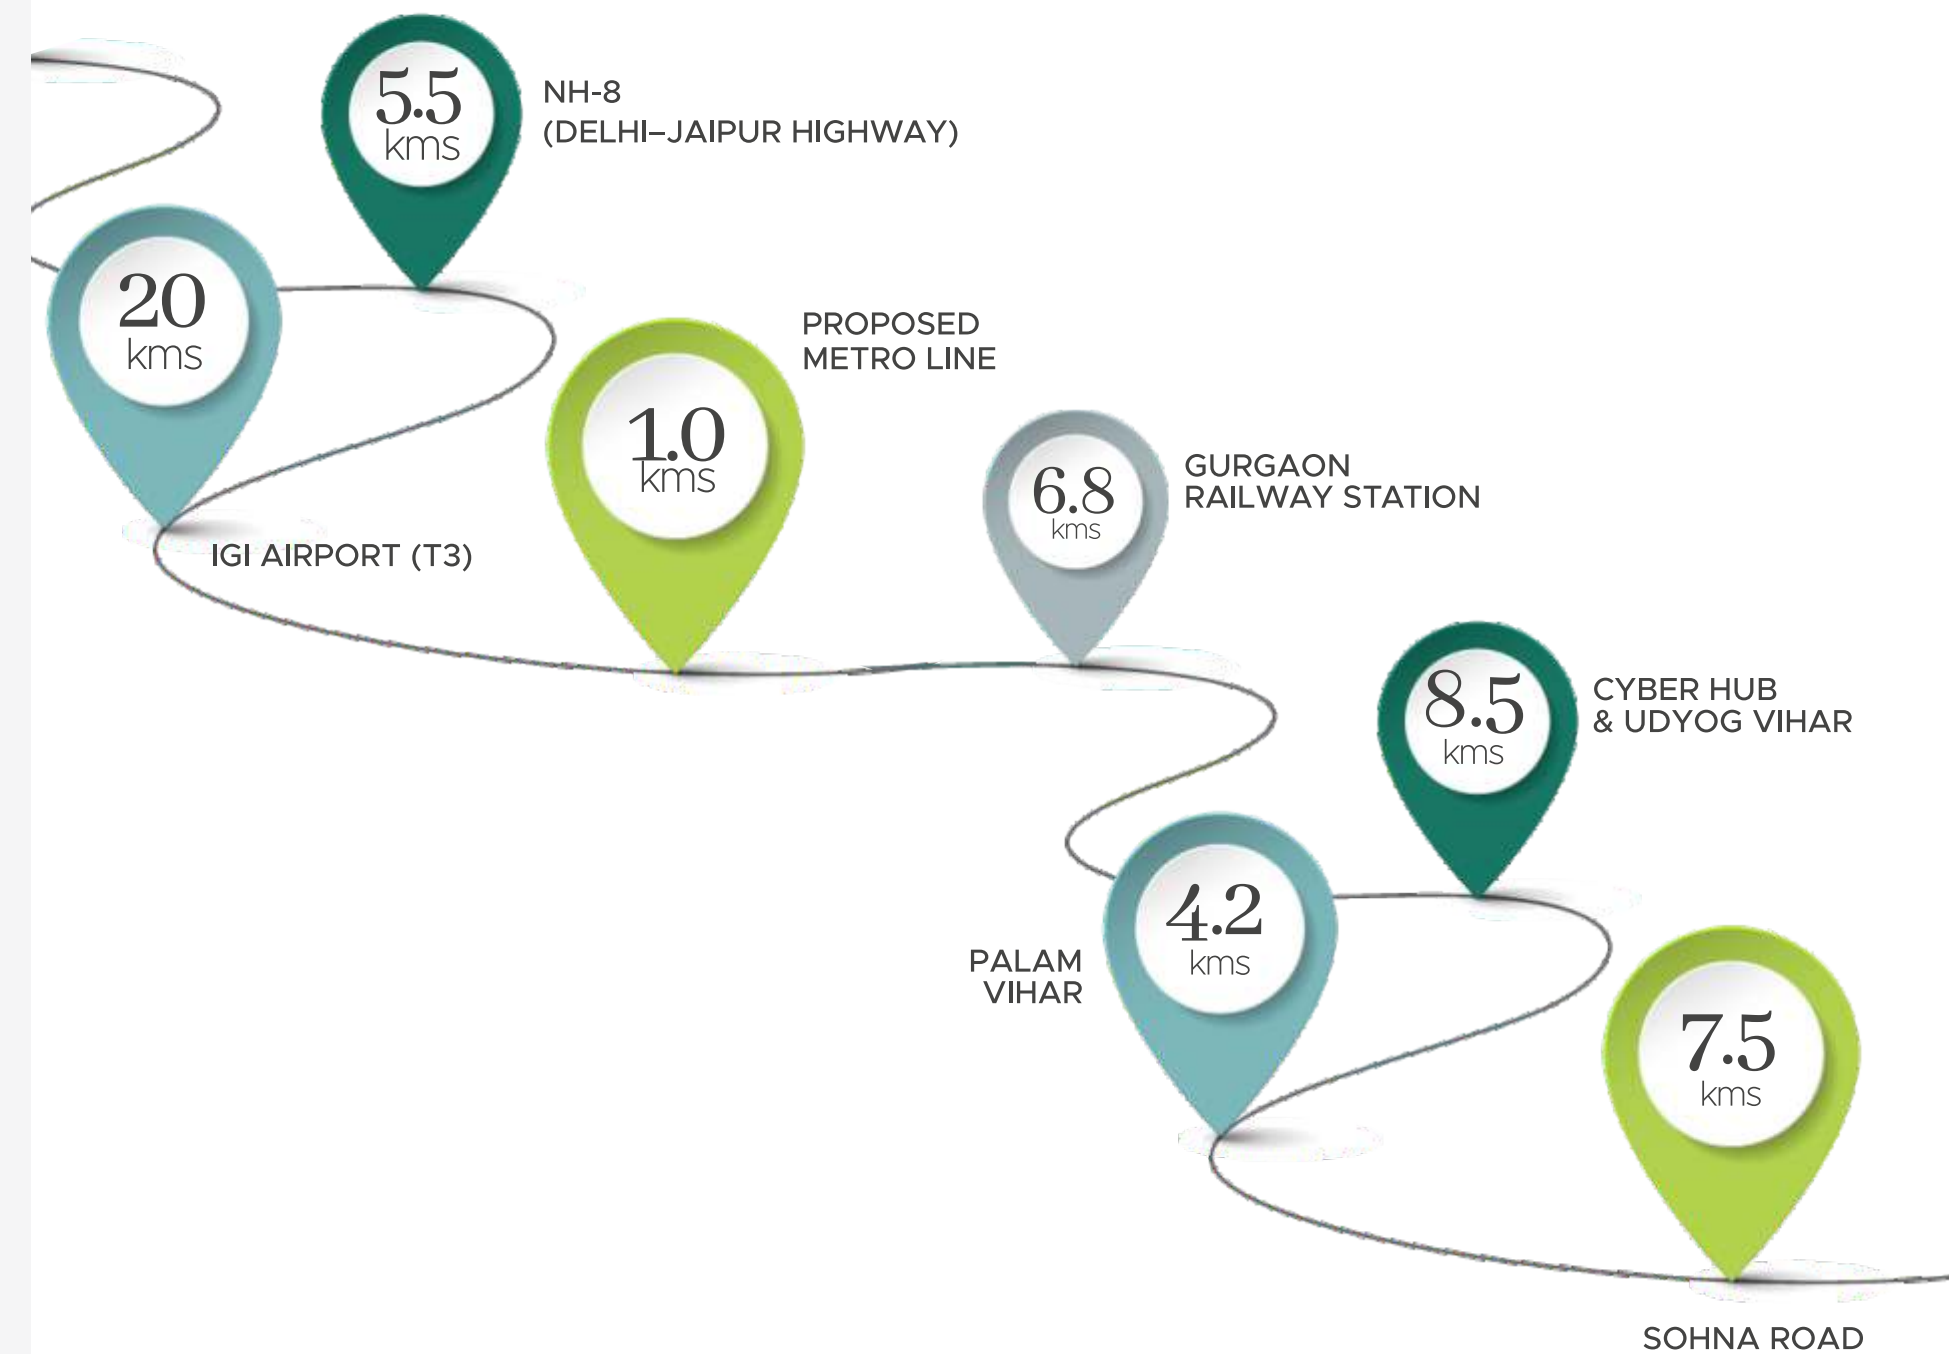 5.5
kms
NH-8
(DELHI–JAIPUR HIGHWAY)
20
kms
IGI AIRPORT (T3)
1.0
kms
PROPOSED
METRO LINE
6.8
kms
GURGAON
RAILWAY STATION
8.5
kms
CYBER HUB
& UDYOG VIHAR
4.2
kms
PALAM
VIHAR
7.5
kms
SOHNA ROAD